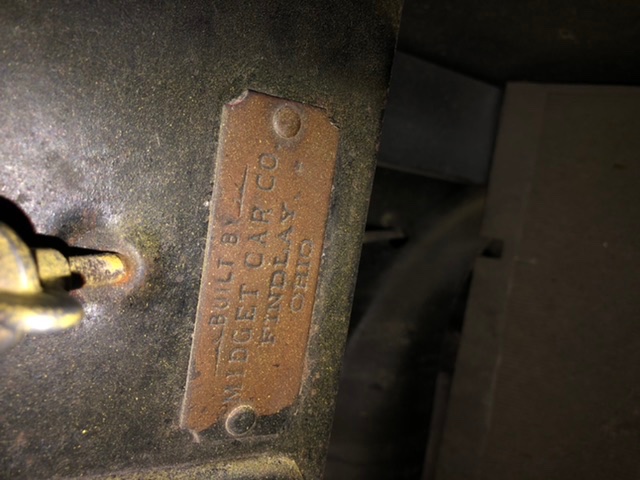 BUILT BY
MIDGET CAR CO
FINDLAY
OHIO